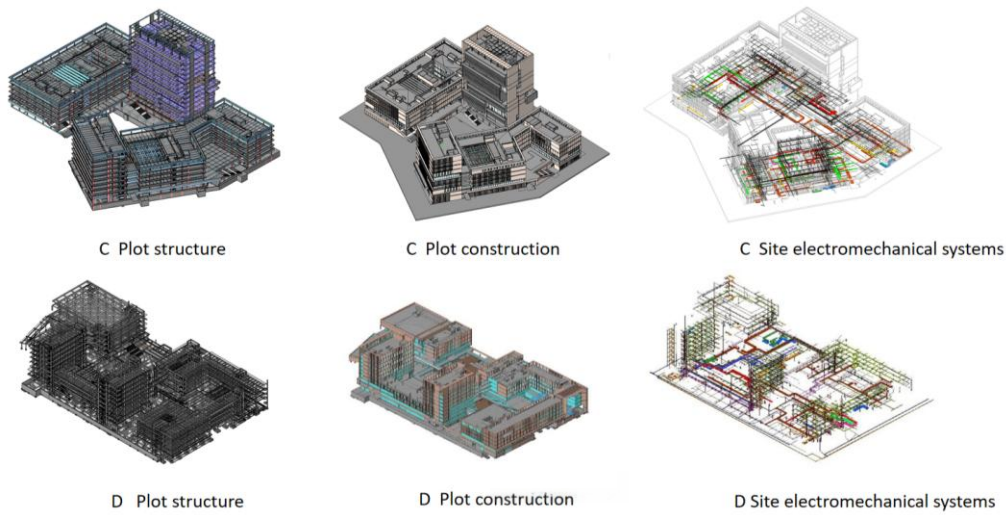 C Plot structure
C Plot construction
C Site electromechanical systems
D Plot structure
D Plot construction
D Site electromechanical systems